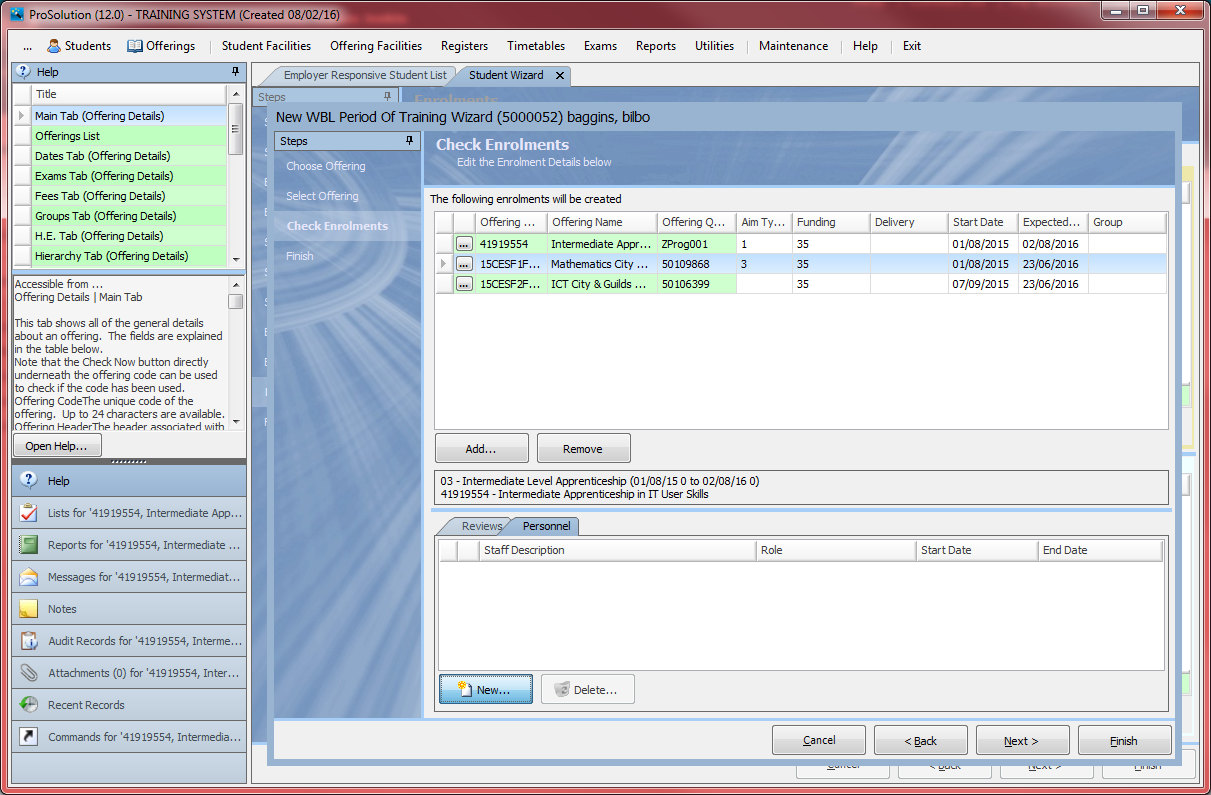 ProSolution (12.0) - TRAINING SYSTEM (Created 08/02/16)
... Students Offerings Student Facilities Offering Facilities Registers Timetables Exams Reports Utilities Maintenance Help Exit
Help
Title
Main Tab (Offering Details)
Offerings List
Dates Tab (Offering Details)
Exams Tab (Offering Details)
Fees Tab (Offering Details)
Groups Tab (Offering Details)
H.E. Tab (Offering Details)
Hierarchy Tab (Offering Details)
Accessible from ...
Offering Details | Main Tab
This tab shows all of the general details
about an offering. The fields are explained
in the table below.
Note that the Check Now button directly
underneath the offering code can be used
to check if the code has been used.
Offering CodeThe unique code of the
offering. Up to 24 characters are available.
Offering HeaderThe header associated with
Open Help...
Help
Lists for '41919554, Intermediate App...
Reports for '41919554, Intermediate ...
Messages for '41919554, Intermediat...
Notes
Audit Records for '41919554, Interme...
Attachments (0) for '41919554, Inter...
Recent Records
Commands for '41919554, Intermedia...
Employer Responsive Student List Student Wizard
Steps
Enrolments
New WBL Period Of Training Wizard (5000052) baggins, bilbo
Steps
Choose Offering
Select Offering
Check Enrolments
Finish
Check Enrolments
Edit the Enrolment Details below
The following enrolments will be created
Offering ... Offering Name Offering Q... Aim Ty... Funding Delivery Start Date Expected... Group
... 41919554 Intermediate Appr... ZProg001 1 35 01/08/2015 02/08/2016
... 15CESF1F... Mathematics City ... 50109868 3 35 01/08/2015 23/06/2016
... 15CESF2F... ICT City & Guilds ... 50106399 35 07/09/2015 23/06/2016
Add... Remove
03 - Intermediate Level Apprenticeship (01/08/15 0 to 02/08/16 0)
41919554 - Intermediate Apprenticeship in IT User Skills
Reviews Personnel
Staff Description Role Start Date End Date
New... Delete...
Cancel < Back Next > Finish
Cancel < Back Next > Finish